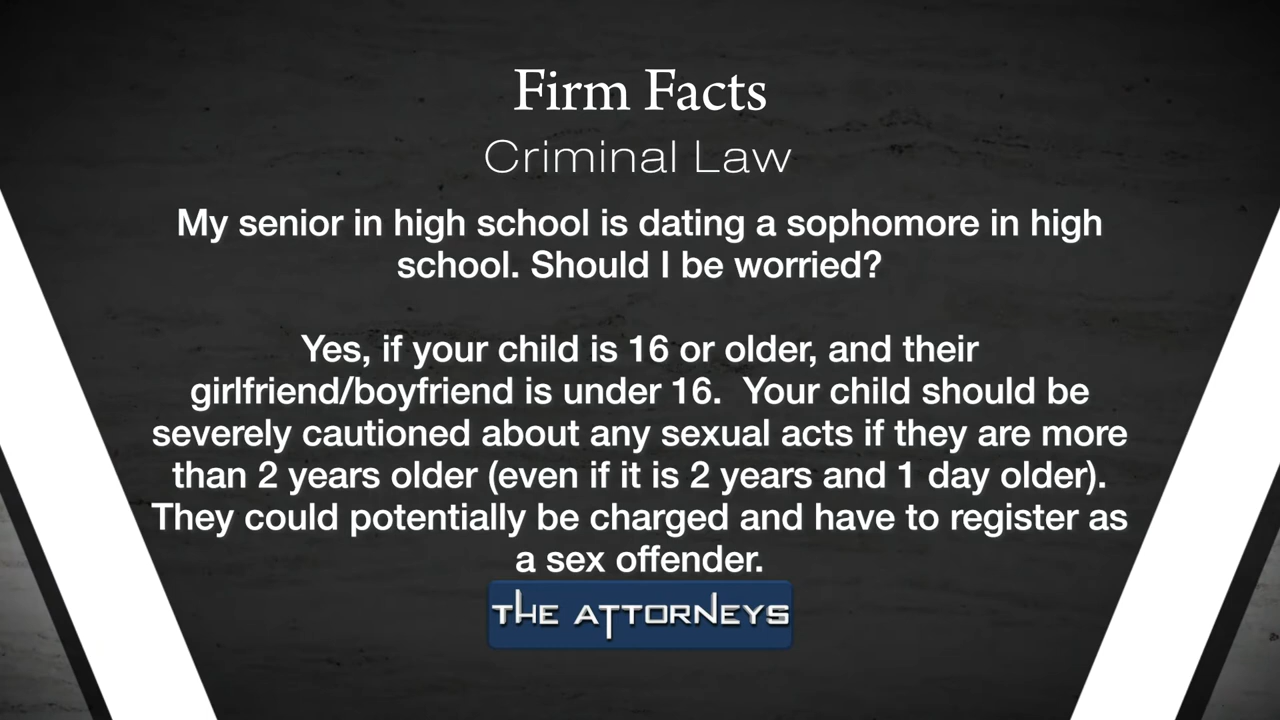 Firm Facts
Criminal Law
My senior in high school is dating a sophomore in high
school. Should I be worried?
Yes, if your child is 16 or older, and their
girlfriend/boyfriend is under 16.  Your child should be
severely cautioned about any sexual acts if they are more
than 2 years older (even if it is 2 years and 1 day older).
They could potentially be charged and have to register as
a sex offender.
THE ATTORNEYS